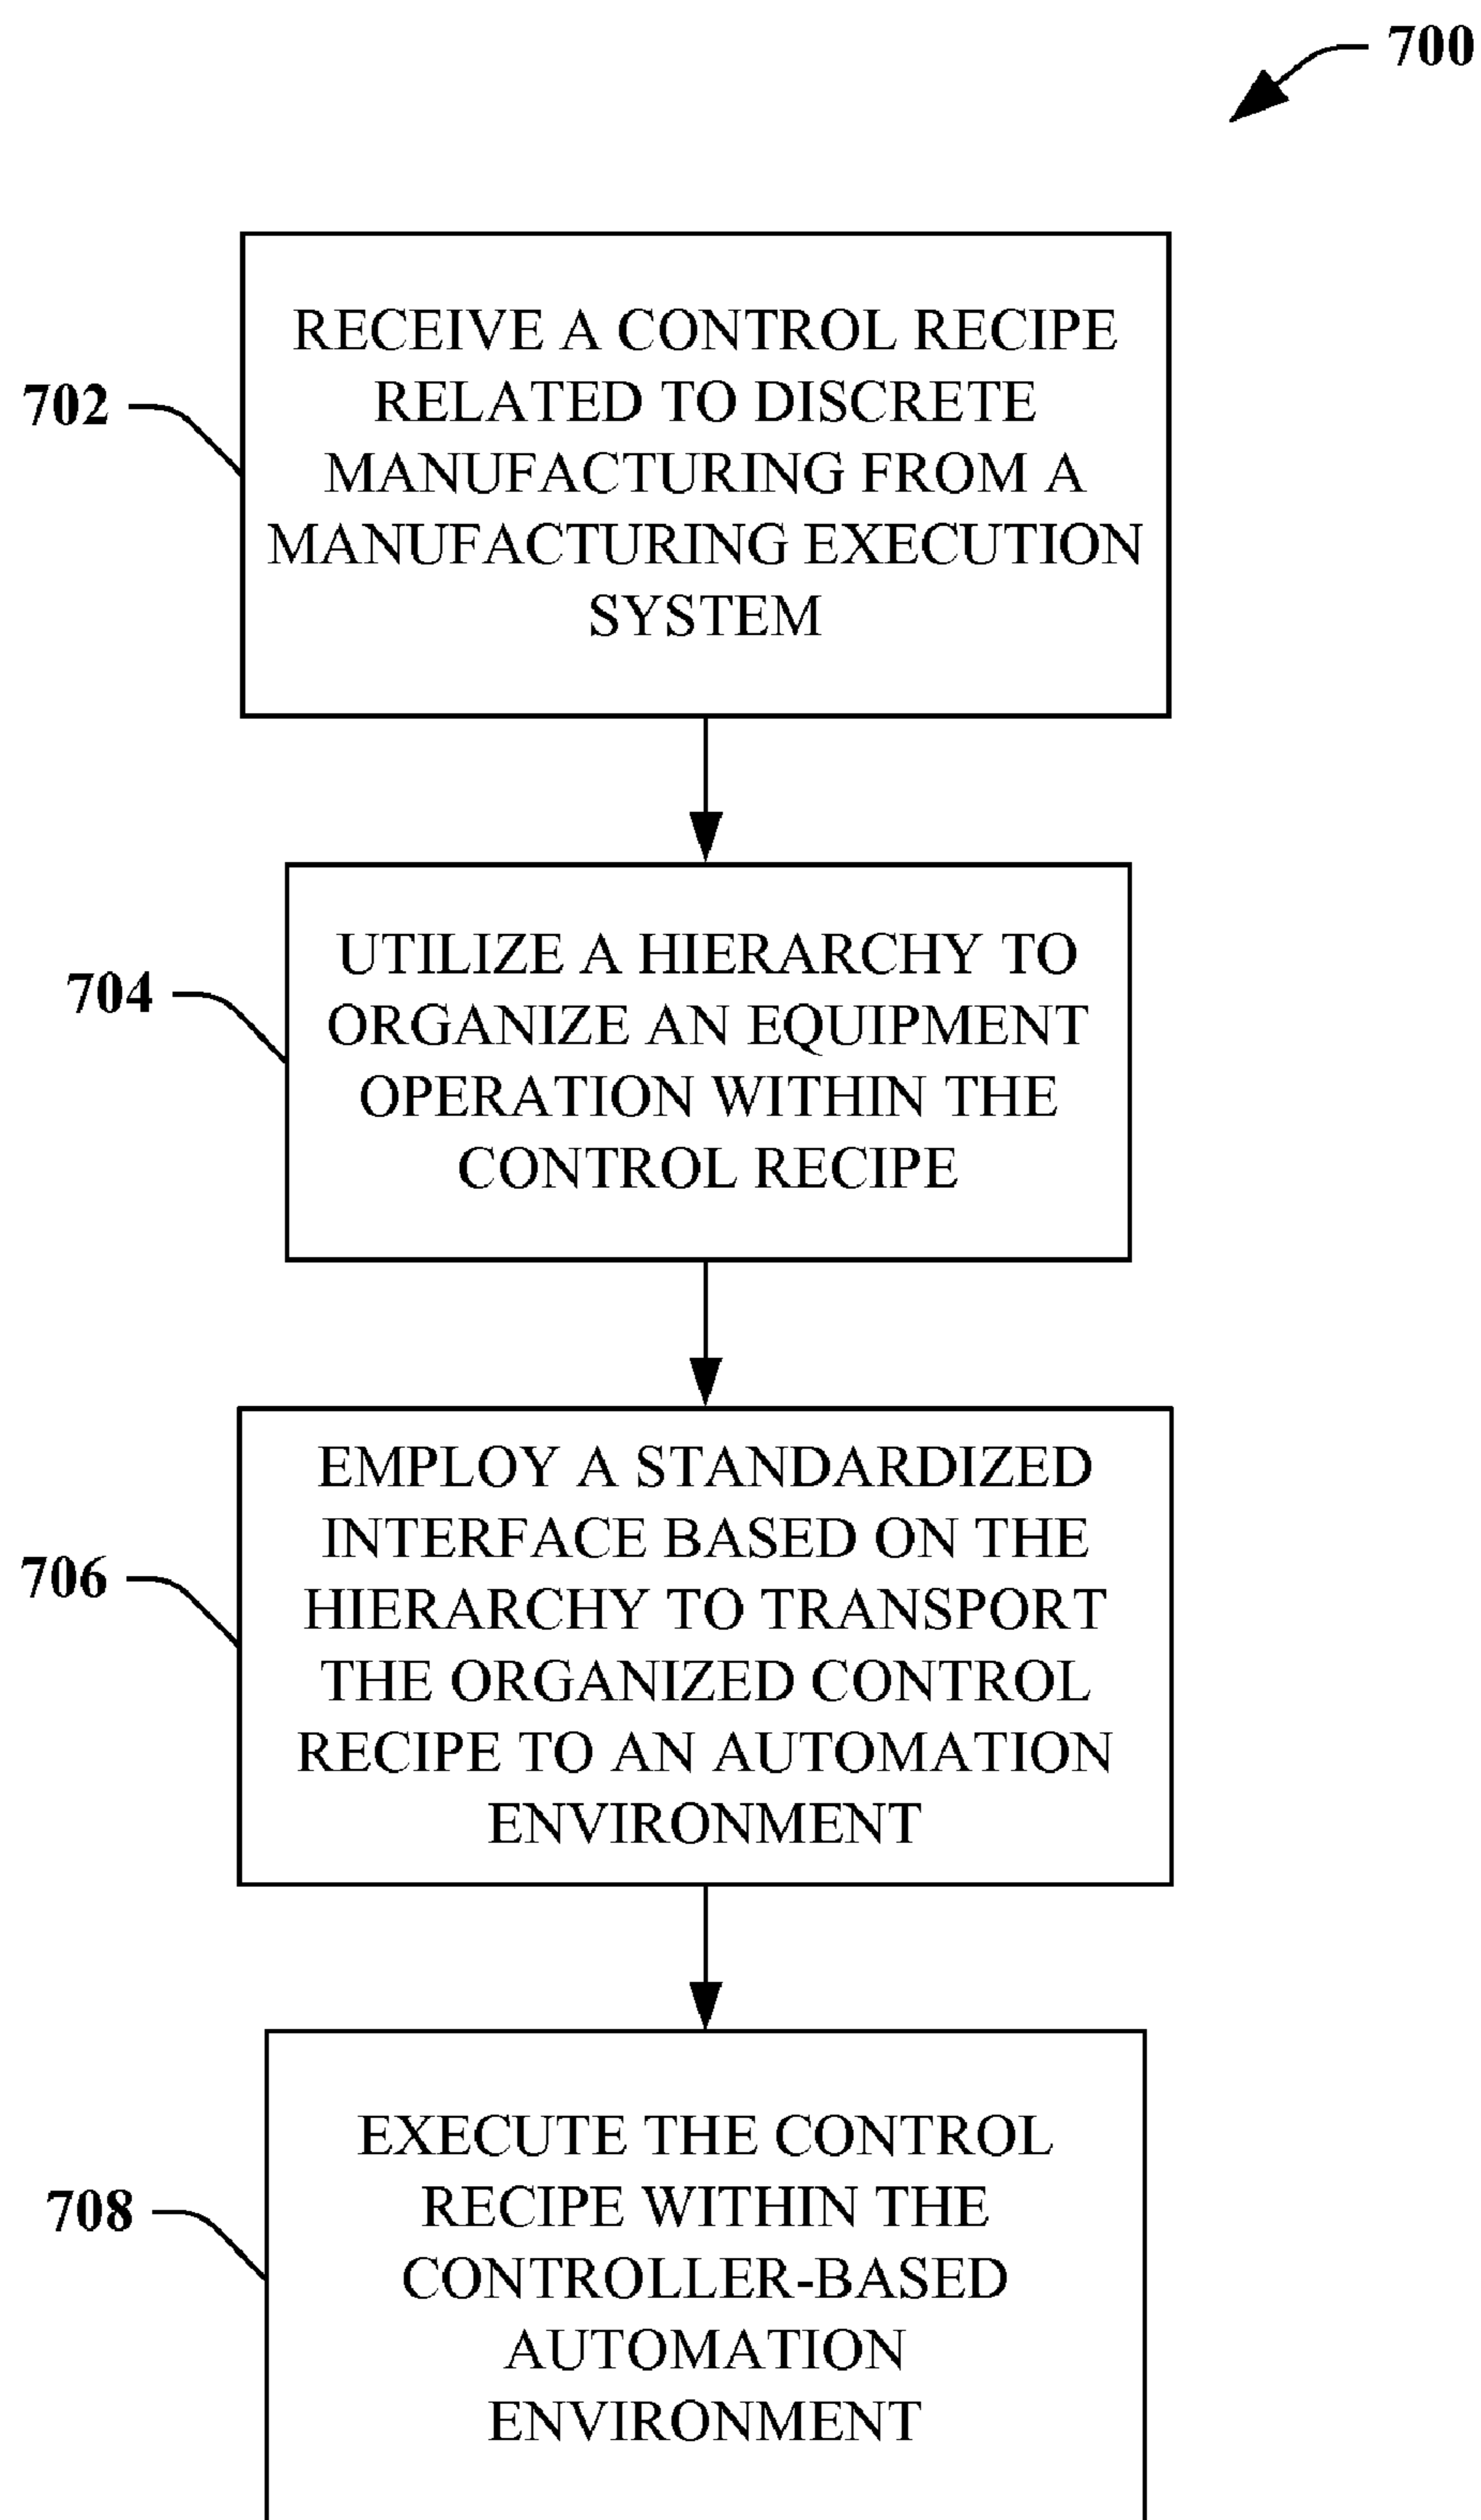 700
702
RECEIVE A CONTROL RECIPE
RELATED TO DISCRETE
MANUFACTURING FROM A
MANUFACTURING EXECUTION
SYSTEM
704
UTILIZE A HIERARCHY TO
ORGANIZE AN EQUIPMENT
OPERATION WITHIN THE
CONTROL RECIPE
706
EMPLOY A STANDARDIZED
INTERFACE BASED ON THE
HIERARCHY TO TRANSPORT
THE ORGANIZED CONTROL
RECIPE TO AN AUTOMATION
ENVIRONMENT
708
EXECUTE THE CONTROL
RECIPE WITHIN THE
CONTROLLER-BASED
AUTOMATION
ENVIRONMENT